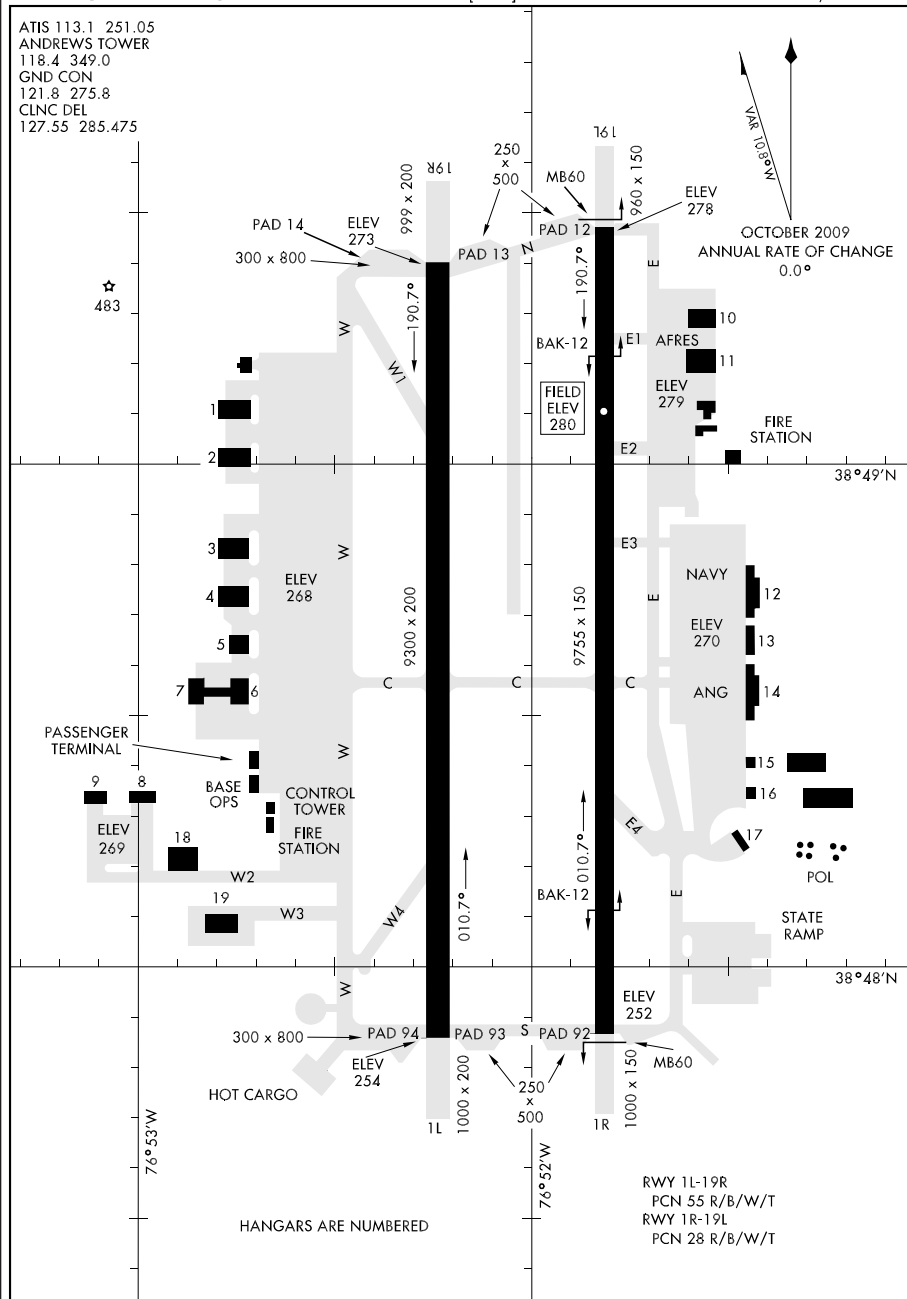 ATIS 113.1 251.05
ANDREWS TOWER
118.4 349.0
GND CON
121.8 275.8
CLNC DEL
127.55 285.475
VAR 10.8°W
OCTOBER 2009
ANNUAL RATE OF CHANGE
0.0°
19R
999 x 200
19L
960 x 150
250
x
500
MB60
ELEV
278
PAD 14
ELEV
273
PAD 13
PAD 12
N
300 x 800
483
190.7°
190.7°
W
W1
E
E1
BAK-12
10
AFRES
11
ELEV
279
FIELD
ELEV
280
FIRE
STATION
E2
1
2
38°49'N
3
W
E3
NAVY
ELEV
268
4
E
12
ELEV
270
13
5
9300 x 200
9755 x 150
7
6
C
C
C
ANG
14
PASSENGER
TERMINAL
W
15
9
8
BASE
OPS
CONTROL
TOWER
16
FIRE
STATION
ELEV
269
18
E4
17
POL
W2
010.7°
010.7°
BAK-12
E
19
W3
W4
STATE
RAMP
38°48'N
W
ELEV
252
300 x 800
PAD 94
PAD 93
S
PAD 92
ELEV
254
MB60
HOT CARGO
250
x
500
1000 x 200
1000 x 150
1L
1R
76°53'W
76°52'W
RWY 1L-19R
PCN 55 R/B/W/T
RWY 1R-19L
PCN 28 R/B/W/T
HANGARS ARE NUMBERED